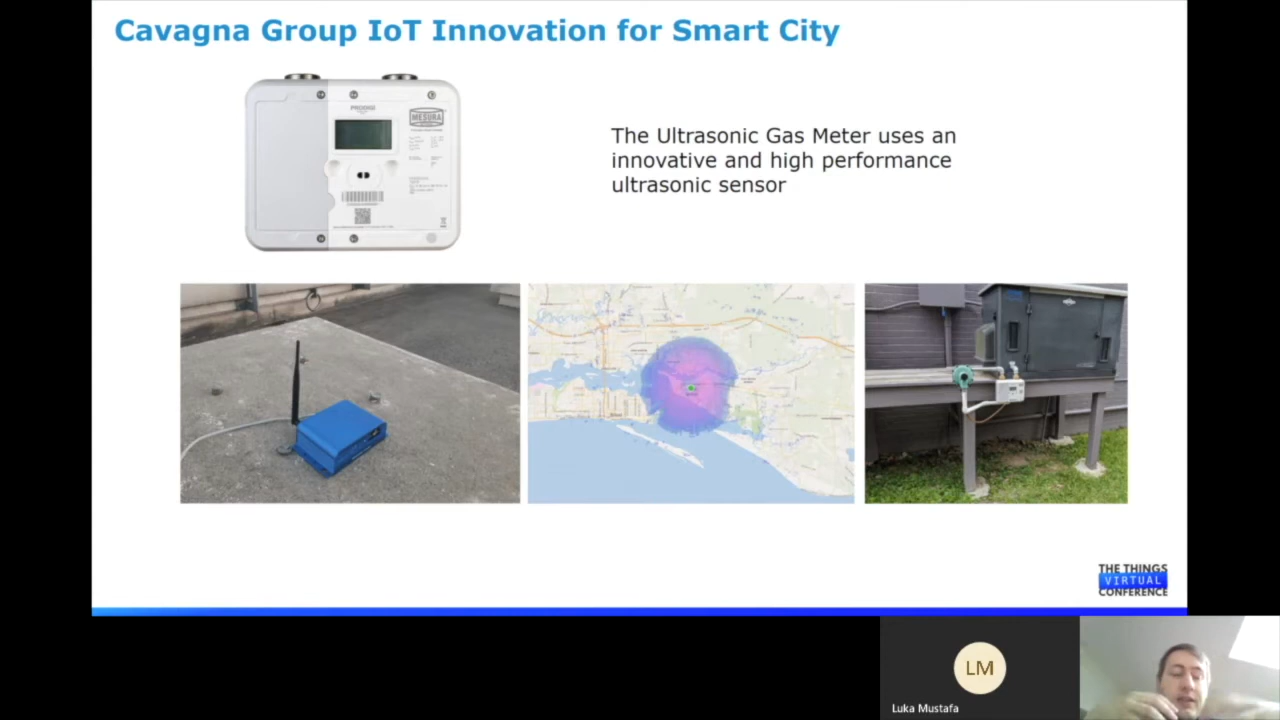 Cavagna Group IoT Innovation for Smart City
MESURA
The Ultrasonic Gas Meter uses an
innovative and high performance
ultrasonic sensor
THE THINGS
VIRTUAL
CONFERENCE
LM
Luka Mustafa